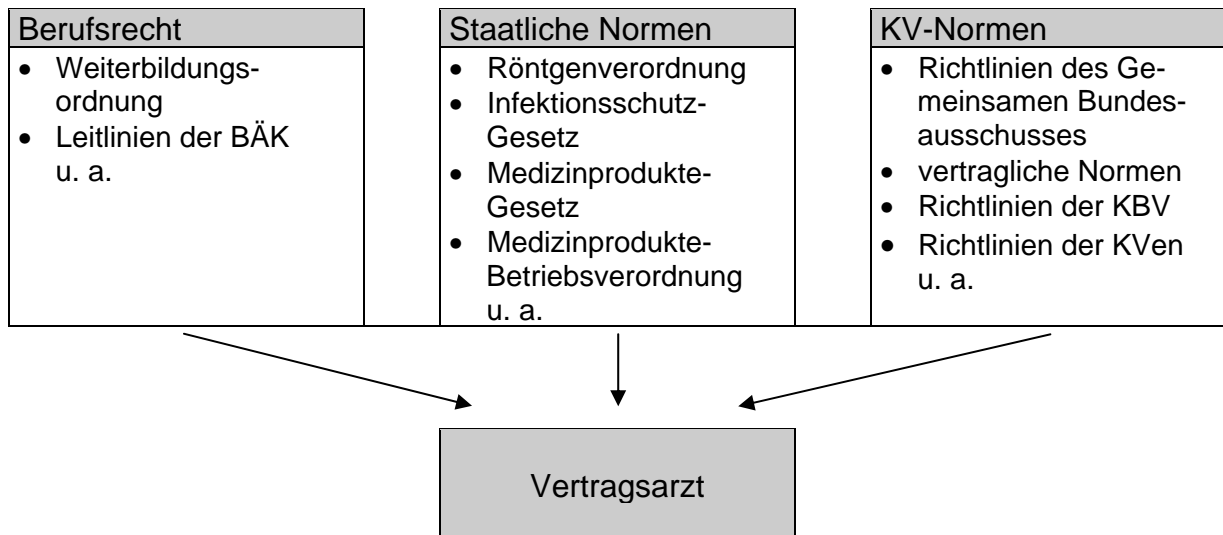 Berufsrecht
• Weiterbildungs-
ordnung
• Leitlinien der BÄK
u. a.
Staatliche Normen
• Röntgenverordnung
• Infektionsschutz-
Gesetz
• Medizinprodukte-
Gesetz
• Medizinprodukte-
Betriebsverordnung
u. a.
KV-Normen
• Richtlinien des Ge-
meinsamen Bundes-
ausschusses
• vertragliche Normen
• Richtlinien der KBV
• Richtlinien der KVen
u. a.
Vertragsarzt